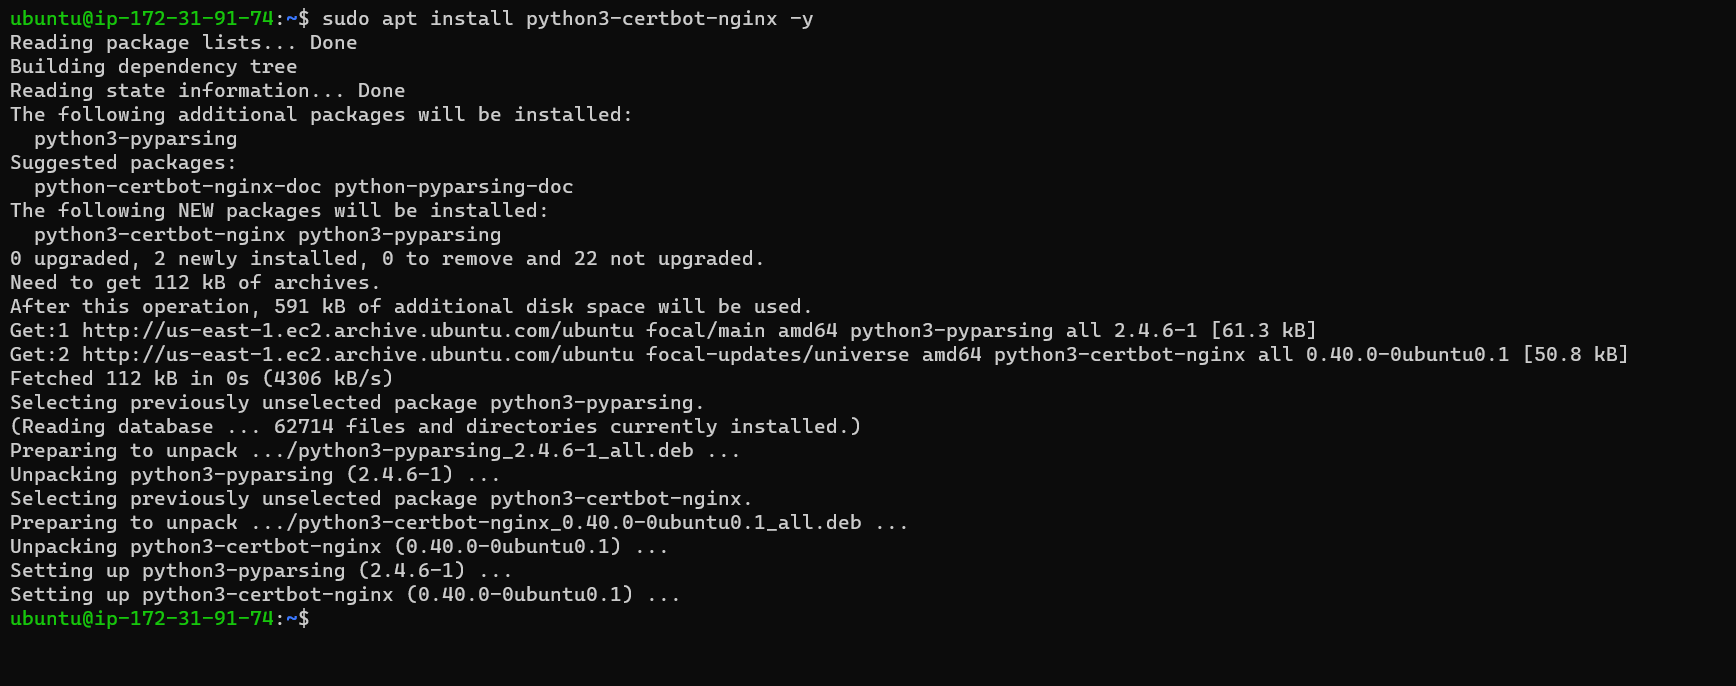 ubuntu@ip-172-31-91-74:~$ sudo apt install python3-certbot-nginx -y
Reading package lists... Done
Building dependency tree
Reading state information... Done
The following additional packages will be installed:
  python3-pyparsing
Suggested packages:
  python-certbot-nginx-doc python-pyparsing-doc
The following NEW packages will be installed:
  python3-certbot-nginx python3-pyparsing
0 upgraded, 2 newly installed, 0 to remove and 22 not upgraded.
Need to get 112 kB of archives.
After this operation, 591 kB of additional disk space will be used.
Get:1 http://us-east-1.ec2.archive.ubuntu.com/ubuntu focal/main amd64 python3-pyparsing all 2.4.6-1 [61.3 kB]
Get:2 http://us-east-1.ec2.archive.ubuntu.com/ubuntu focal-updates/universe amd64 python3-certbot-nginx all 0.40.0-0ubuntu0.1 [50.8 kB]
Fetched 112 kB in 0s (4306 kB/s)
Selecting previously unselected package python3-pyparsing.
(Reading database ... 62714 files and directories currently installed.)
Preparing to unpack .../python3-pyparsing_2.4.6-1_all.deb ...
Unpacking python3-pyparsing (2.4.6-1) ...
Selecting previously unselected package python3-certbot-nginx.
Preparing to unpack .../python3-certbot-nginx_0.40.0-0ubuntu0.1_all.deb ...
Unpacking python3-certbot-nginx (0.40.0-0ubuntu0.1) ...
Setting up python3-pyparsing (2.4.6-1) ...
Setting up python3-certbot-nginx (0.40.0-0ubuntu0.1) ...
ubuntu@ip-172-31-91-74:~$